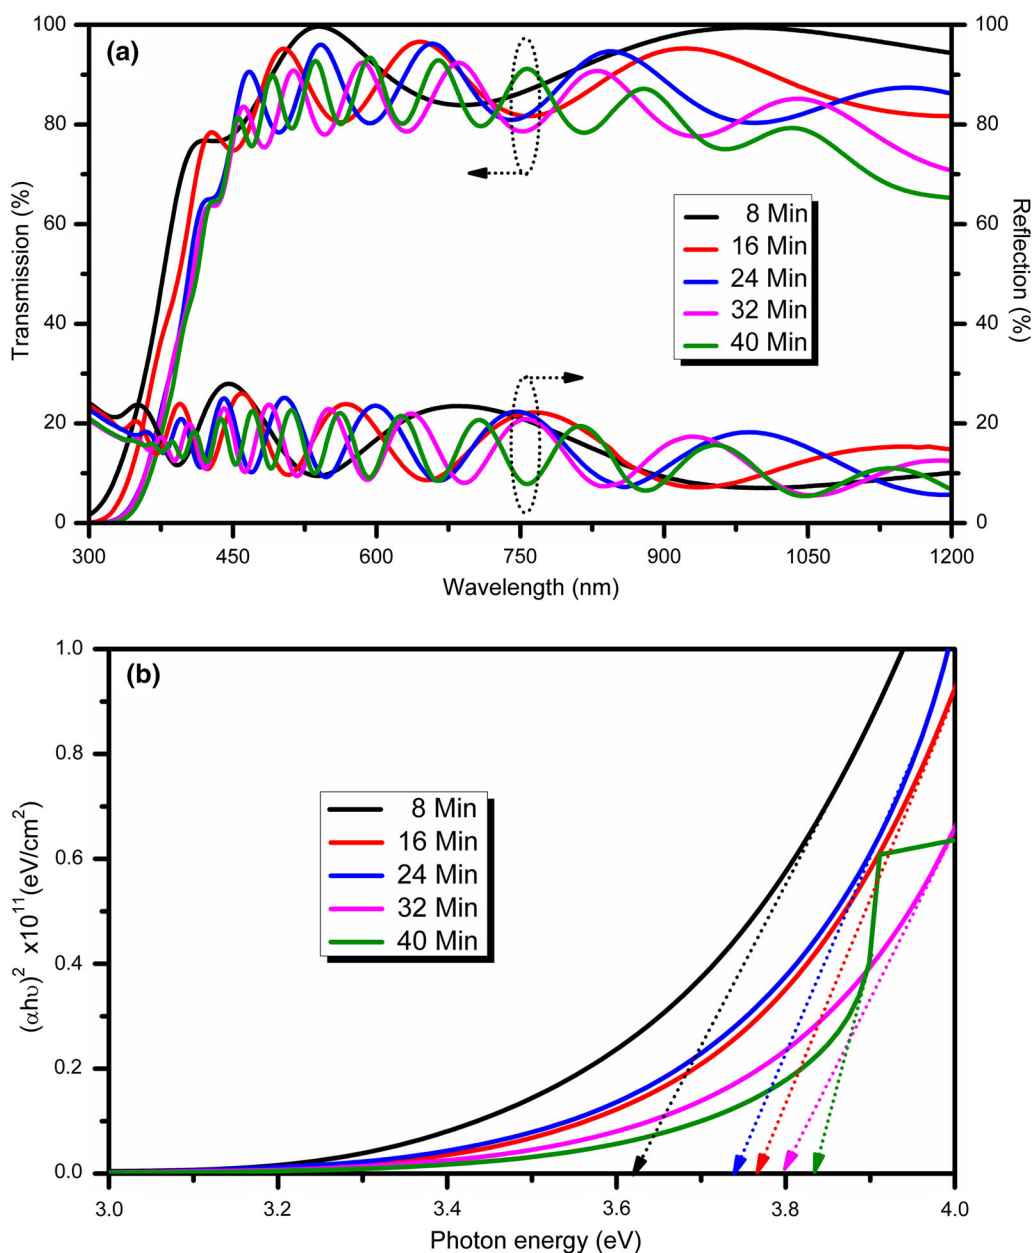 (a)
Transmission (%)
100
80
60
40
20
0
300 450 600 750 900 1050 1200
Wavelength (nm)
100
80
60
40
20
0
Reflection (%)
8 Min
16 Min
24 Min
32 Min
40 Min
(b)
(αhυ)² x10¹¹(eV/cm²)
1.0
0.8
0.6
0.4
0.2
0.0
3.0 3.2 3.4 3.6 3.8 4.0
Photon energy (eV)
8 Min
16 Min
24 Min
32 Min
40 Min